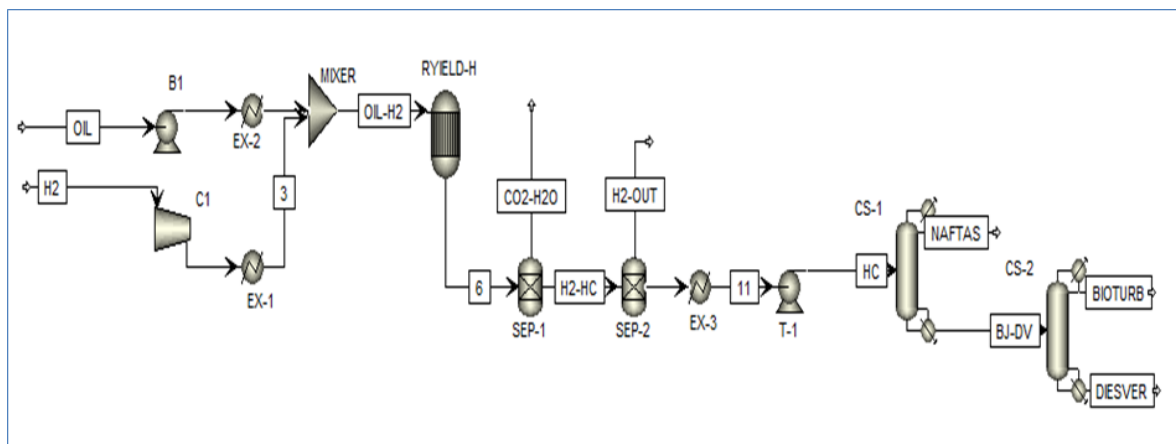 RYIELD-H
MIXER
B1
OIL
OIL-H2
EX-2
H2
C1
3
CO2-H2O
H2-OUT
CS-1
NAFTAS
CS-2
EX-1
6
H2-HC
11
HC
BIOTURB
SEP-1
SEP-2
EX-3
T-1
BJ-DV
DIESVER